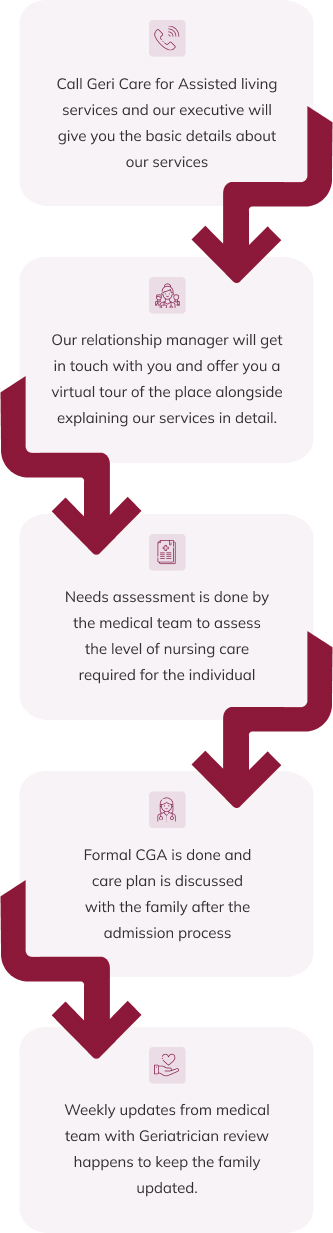 Call Geri Care for Assisted living
services and our executive will
give you the basic details about
our services
Our relationship manager will get
in touch with you and offer you a
virtual tour of the place alongside
explaining our services in detail.
Needs assessment is done by
the medical team to assess
the level of nursing care
required for the individual
Formal CGA is done and
care plan is discussed
with the family after the
admission process
Weekly updates from medical
team with Geriatrician review
happens to keep the family
updated.